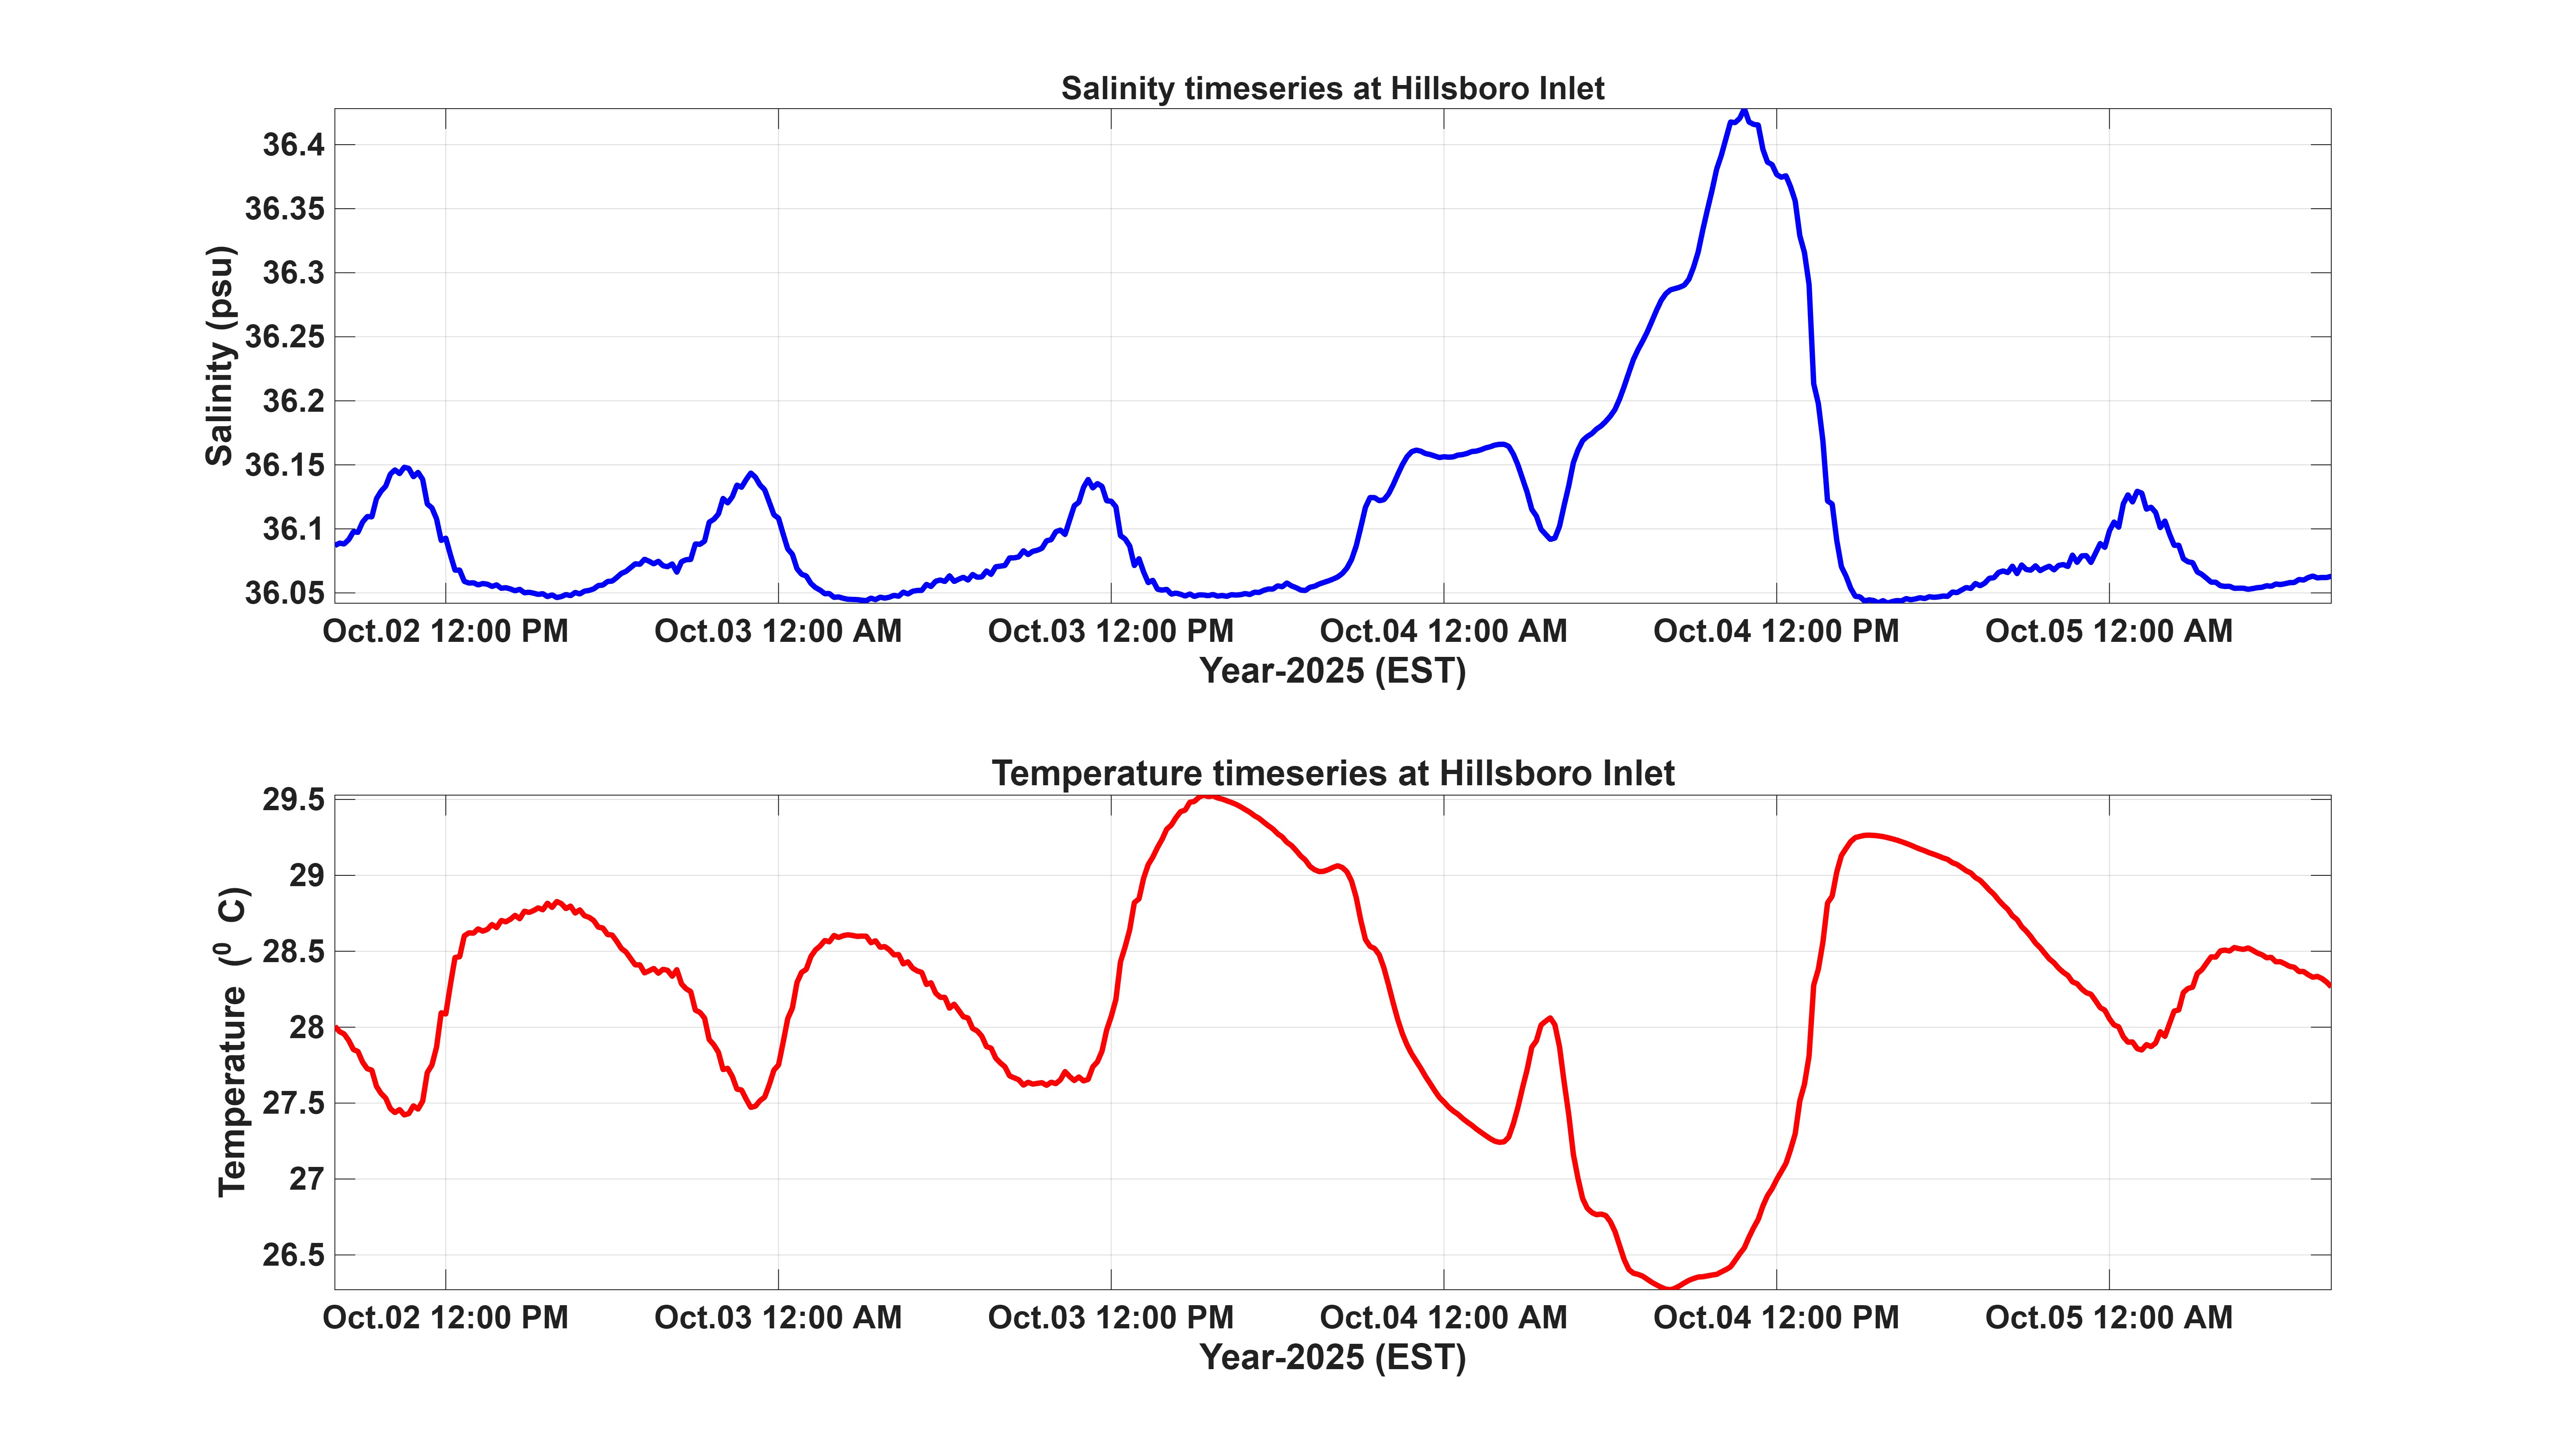 Salinity timeseries at Hillsboro Inlet
Salinity (psu)
36.4
36.35
36.3
36.25
36.2
36.15
36.1
36.05
Oct.02 12:00 PM Oct.03 12:00 AM Oct.03 12:00 PM Oct.04 12:00 AM Oct.04 12:00 PM Oct.05 12:00 AM
Year-2025 (EST)
Temperature timeseries at Hillsboro Inlet
Temperature (⁰ C)
29.5
29
28.5
28
27.5
27
26.5
Oct.02 12:00 PM Oct.03 12:00 AM Oct.03 12:00 PM Oct.04 12:00 AM Oct.04 12:00 PM Oct.05 12:00 AM
Year-2025 (EST)